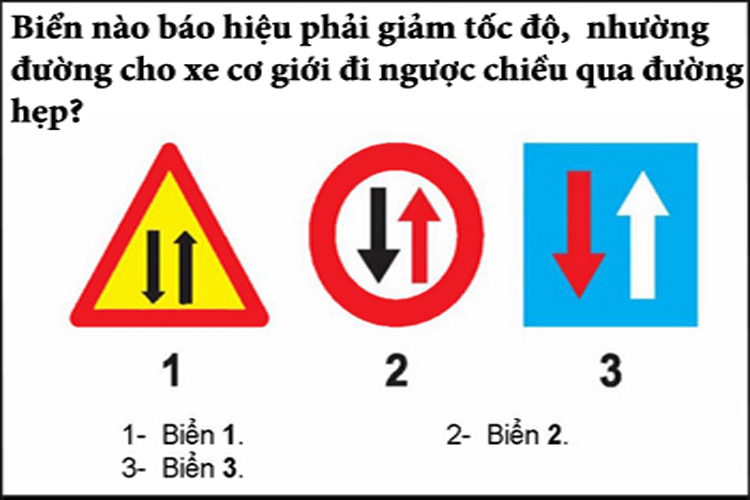 Biển nào báo hiệu phải giảm tốc độ, nhường
đường cho xe cơ giới đi ngược chiều qua đường
hẹp?
1 2 3
1- Biển 1. 2- Biển 2.
3- Biển 3.